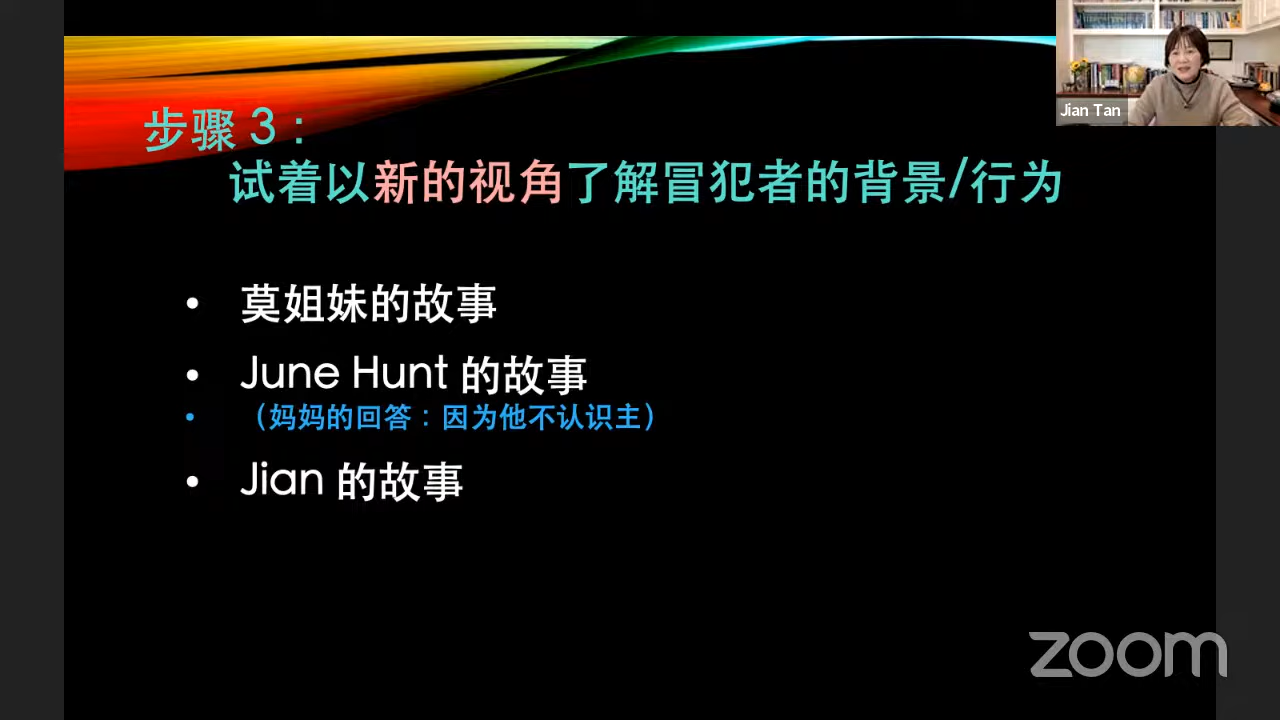 步骤 3：
试着以新的视角了解冒犯者的背景/行为
• 莫姐妹的故事
• June Hunt 的故事
• （妈妈的回答：因为他不认识主）
• Jian 的故事
Jian Tan
zoom